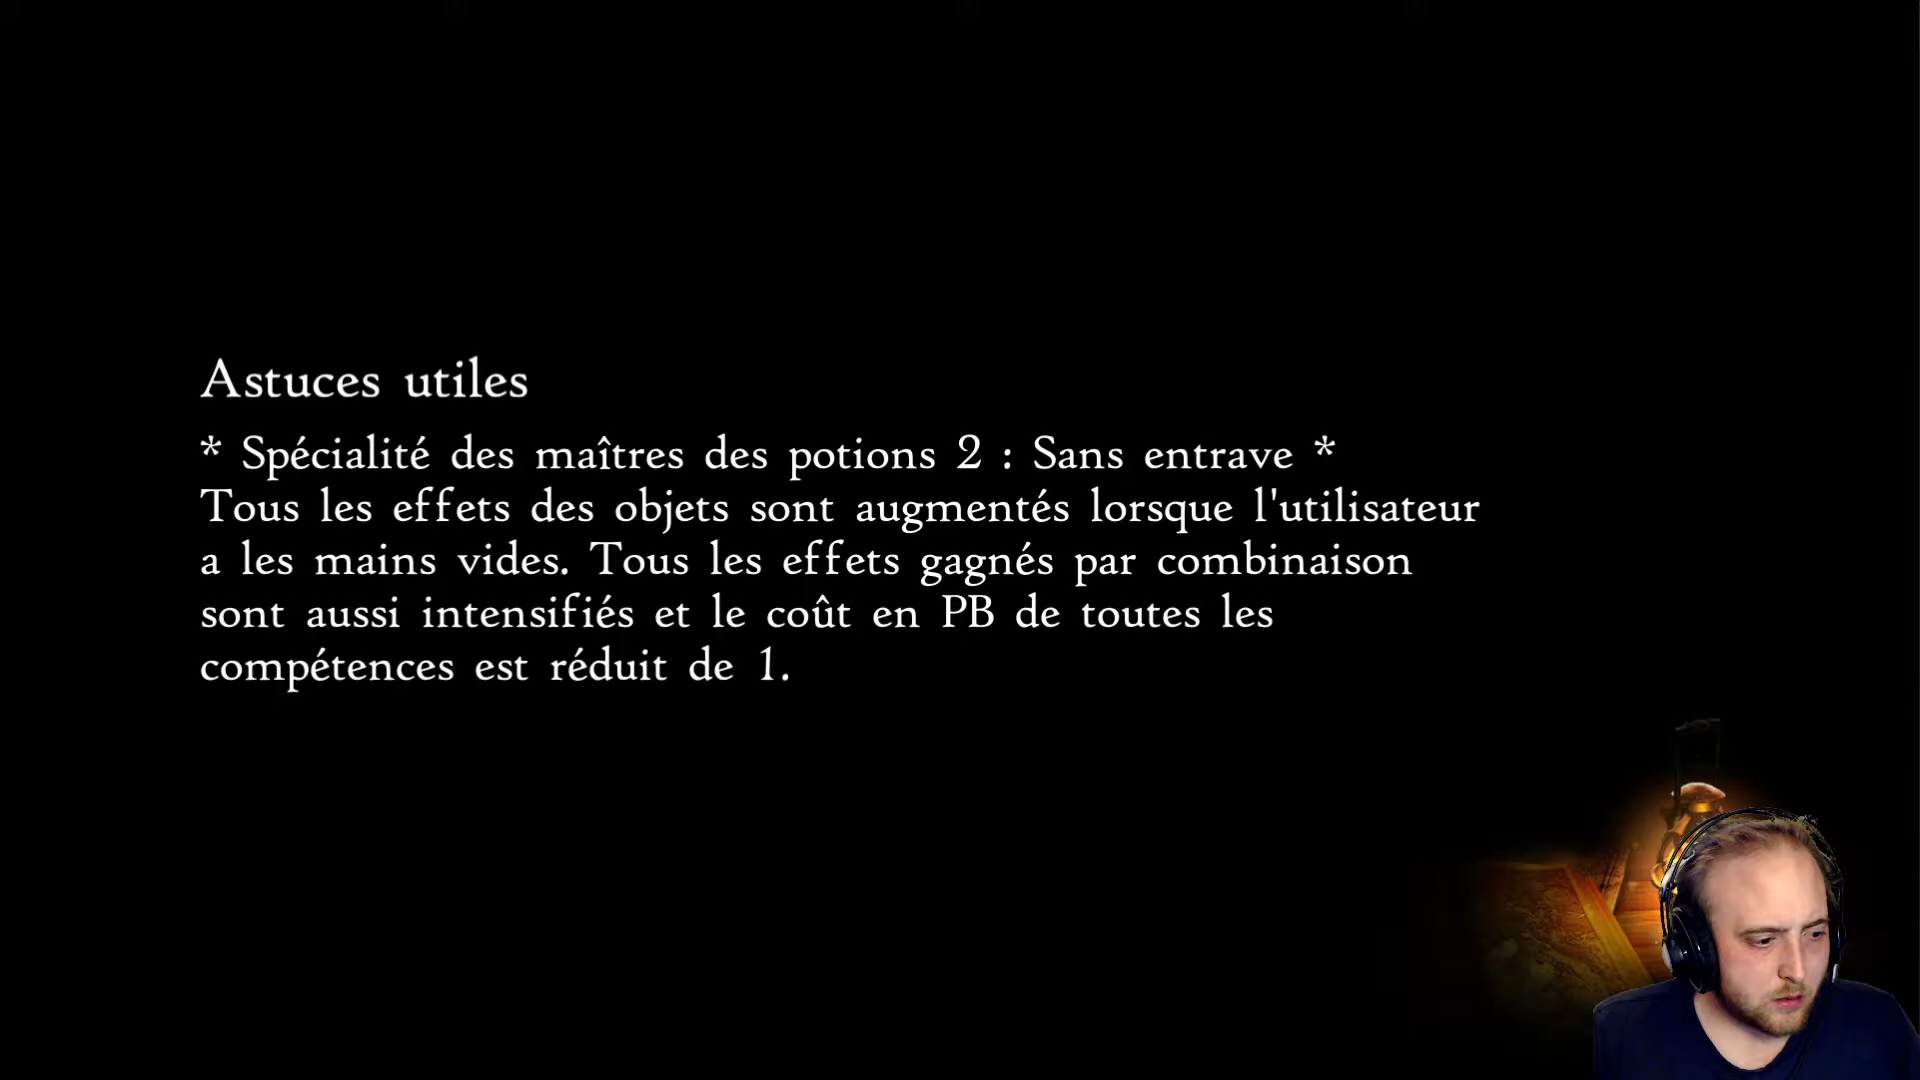 Astuces utiles
* Spécialité des maîtres des potions 2 : Sans entrave *
Tous les effets des objets sont augmentés lorsque l'utilisateur
a les mains vides. Tous les effets gagnés par combinaison
sont aussi intensifiés et le coût en PB de toutes les
compétences est réduit de 1.